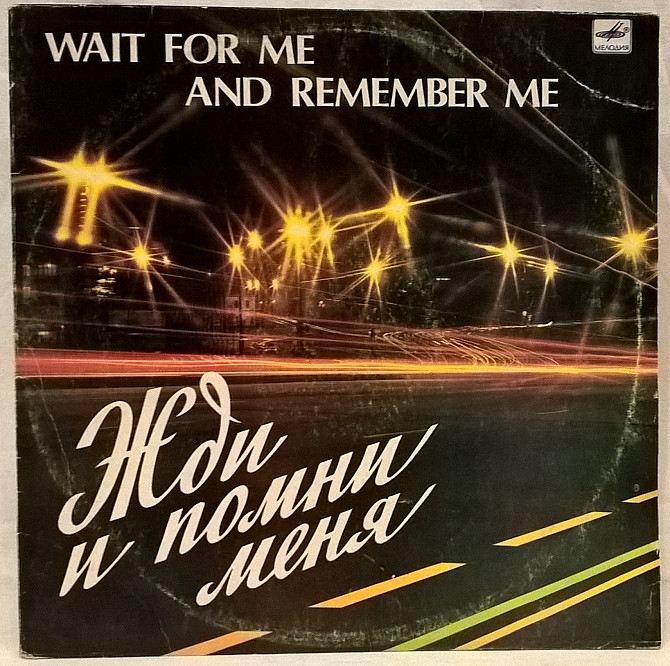 WAIT FOR ME
AND REMEMBER ME
МЕЛОДИЯ
Жди
и помни
меня